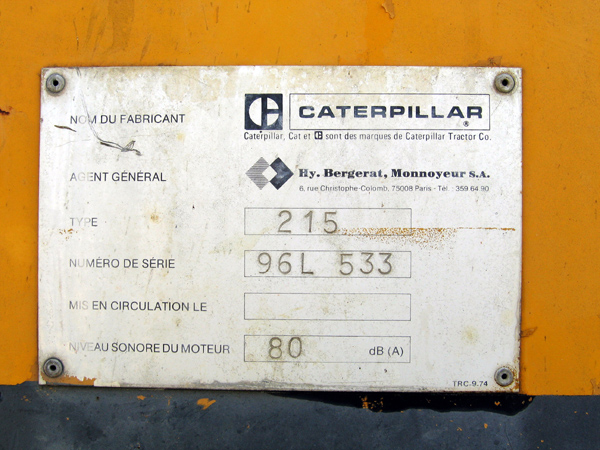 NOM DU FABRICANT
CATERPILLAR ®
Caterpillar, Cat et C sont des marques de Caterpillar Tractor Co.
AGENT GÉNÉRAL
Hy. Bergerat, Monnoyeur S.A.
6, rue Christophe-Colomb, 75008 Paris - Tél. : 359 64.90
TYPE 215
NUMÉRO DE SÉRIE 96L 533
MIS EN CIRCULATION LE
NIVEAU SONORE DU MOTEUR 80 dB (A)
TRC-9.74